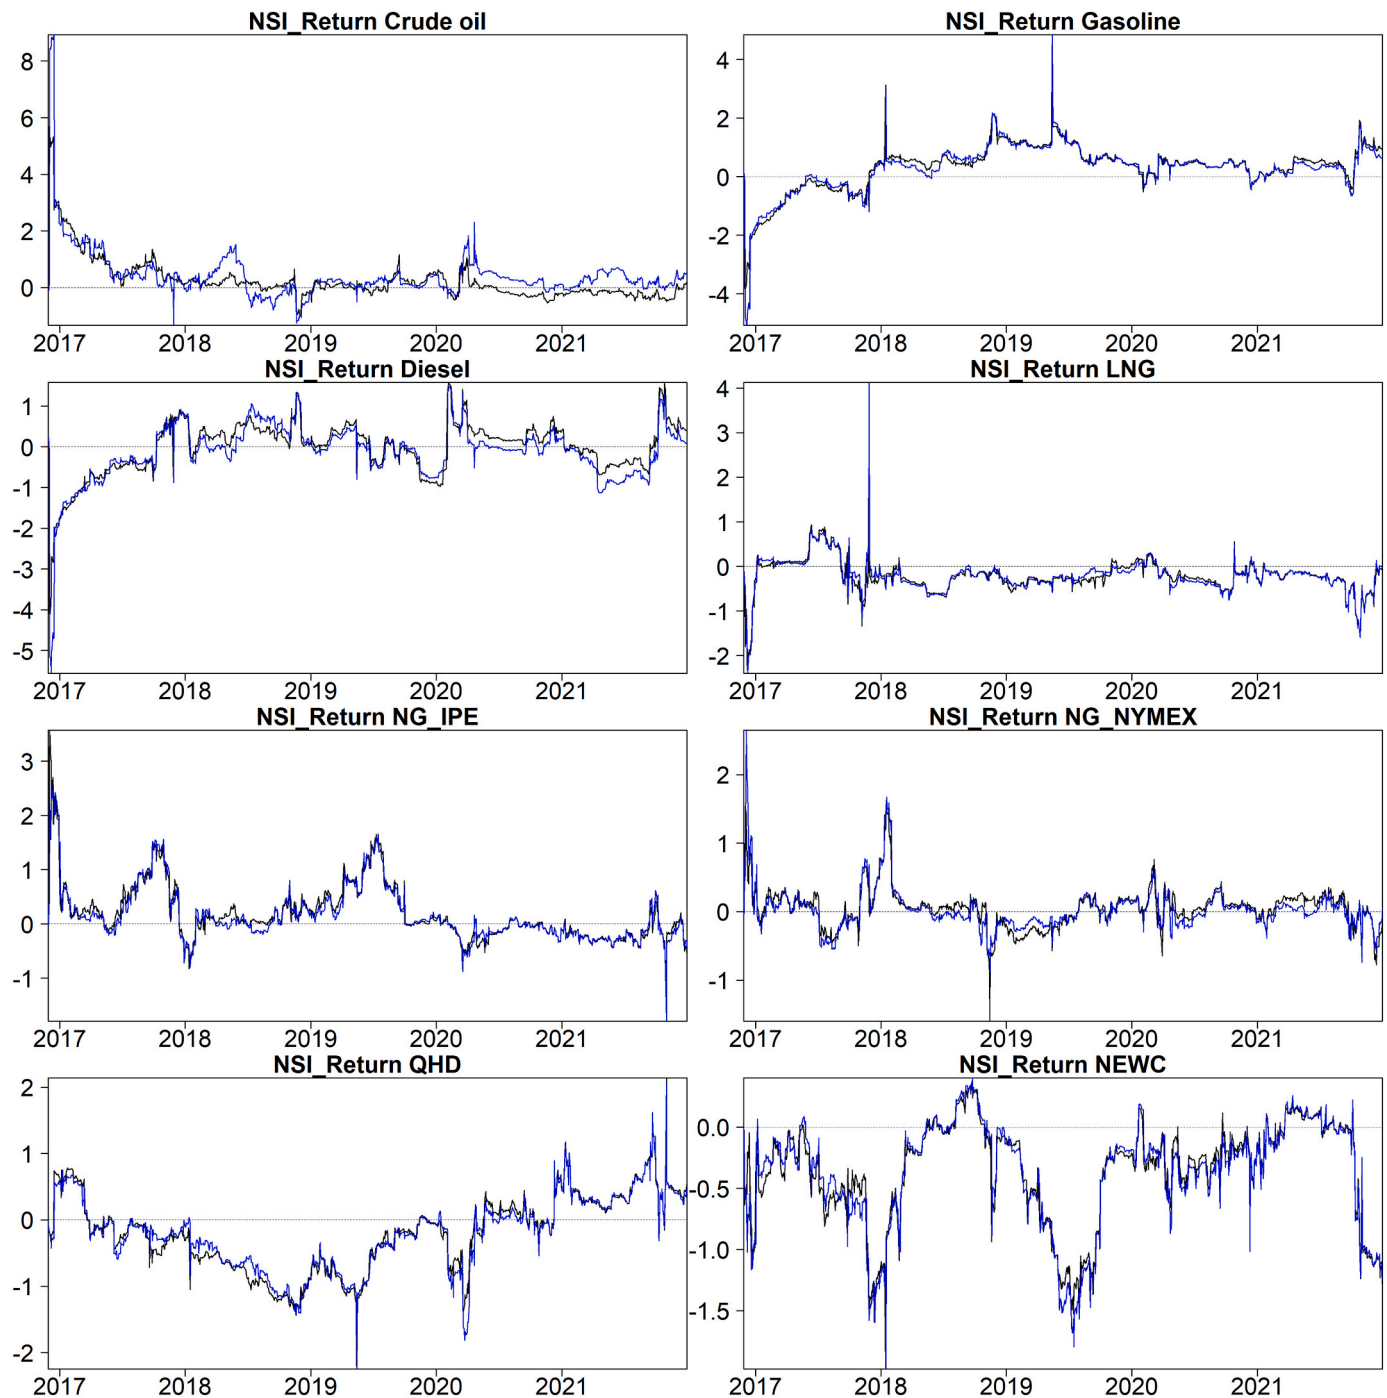 NSI_Return Crude oil
8
6
4
2
0
2017 2018 2019 2020 2021
NSI_Return Gasoline
4
2
0
-2
-4
2017 2018 2019 2020 2021
NSI_Return Diesel
1
0
-1
-2
-3
-4
-5
2017 2018 2019 2020 2021
NSI_Return LNG
4
3
2
1
0
-1
-2
2017 2018 2019 2020 2021
NSI_Return NG_IPE
3
2
1
0
-1
2017 2018 2019 2020 2021
NSI_Return NG_NYMEX
2
1
0
-1
2017 2018 2019 2020 2021
NSI_Return QHD
2
1
0
-1
-2
2017 2018 2019 2020 2021
NSI_Return NEWC
0.0
-0.5
-1.0
-1.5
2017 2018 2019 2020 2021